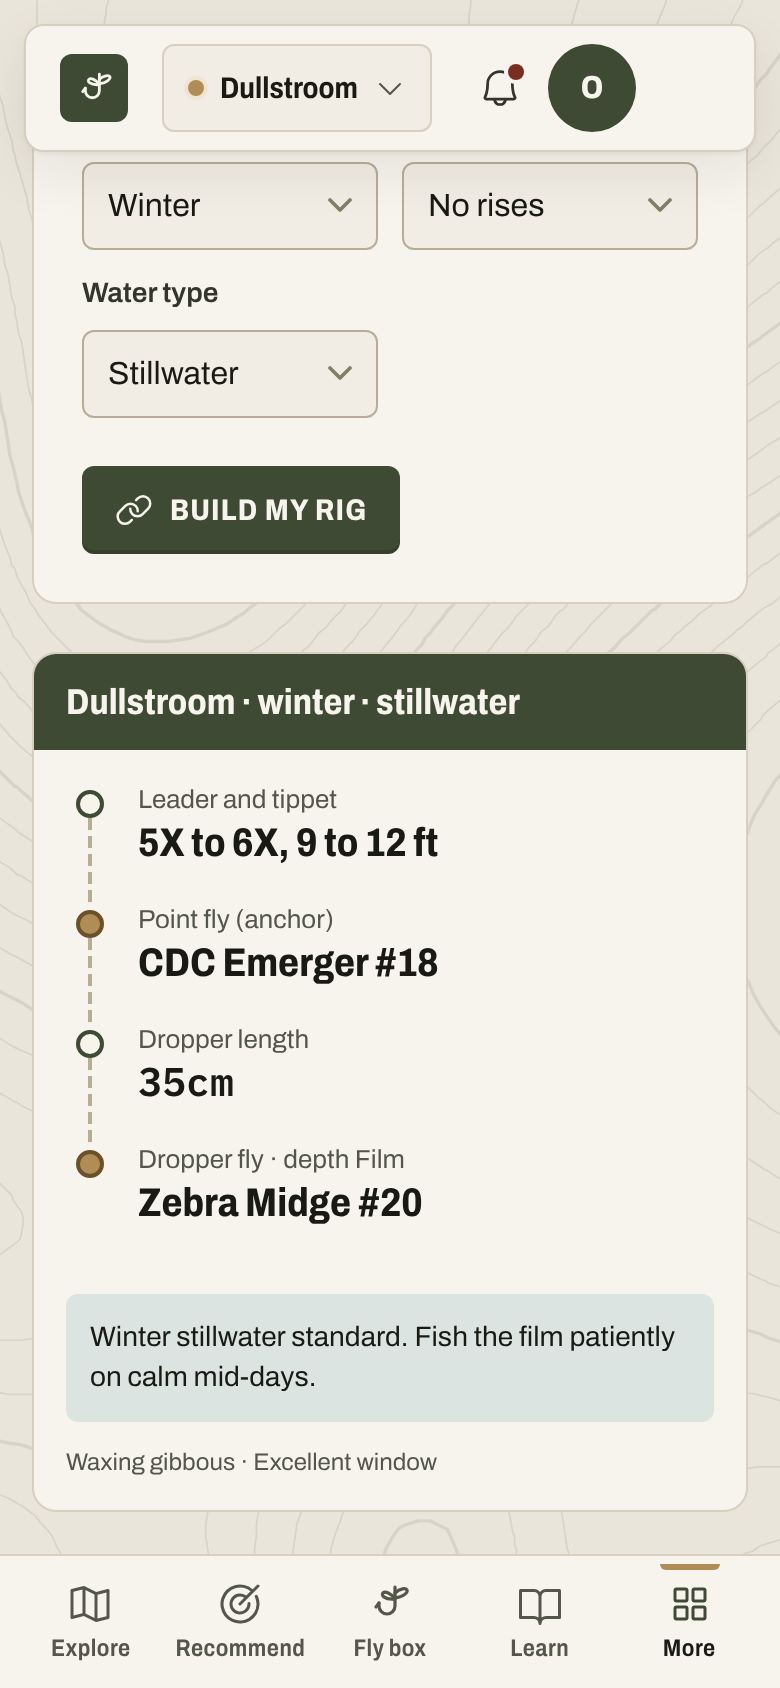 Dullstroom
O
Winter
No rises
Water type
Stillwater
BUILD MY RIG
Dullstroom · winter · stillwater
Leader and tippet
5X to 6X, 9 to 12 ft
Point fly (anchor)
CDC Emerger #18
Dropper length
35cm
Dropper fly · depth Film
Zebra Midge #20
Winter stillwater standard. Fish the film patiently
on calm mid-days.
Waxing gibbous · Excellent window
Explore
Recommend
Fly box
Learn
More